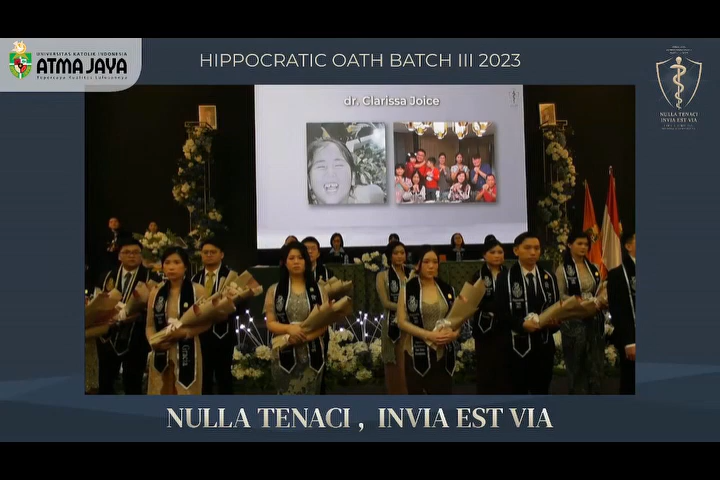 UNIVERSITAS KATOLIK INDONESIA
ATMA JAYA
HIPPOCRATIC OATH BATCH III 2023
NULLA TENACI
INVIA EST VIA
dr. Clarissa Joice
NULLA TENACI , INVIA EST VIA